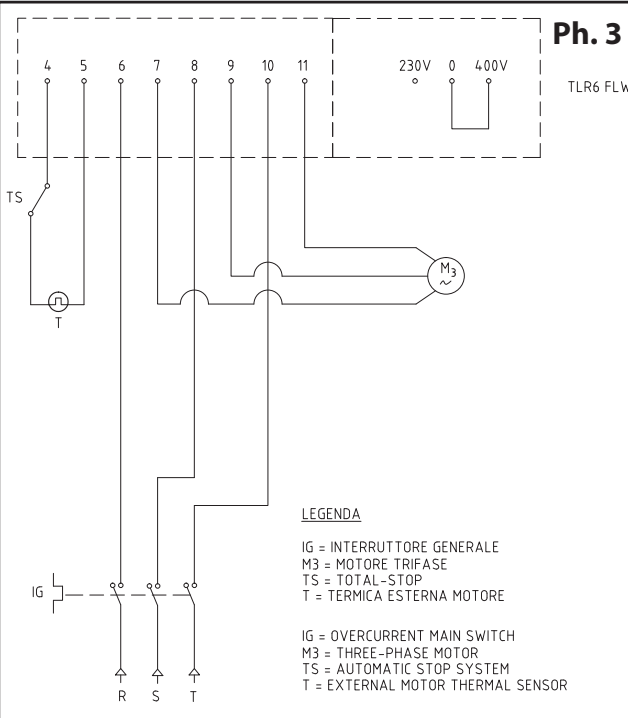 Ph. 3
4 5 6 7 8 9 10 11 230V 0 400V
TLR6 FLW
TS
M3
~
T
IG
R S T
LEGENDA
IG = INTERRUTTORE GENERALE
M3 = MOTORE TRIFASE
TS = TOTAL-STOP
T = TERMICA ESTERNA MOTORE
IG = OVERCURRENT MAIN SWITCH
M3 = THREE-PHASE MOTOR
TS = AUTOMATIC STOP SYSTEM
T = EXTERNAL MOTOR THERMAL SENSOR